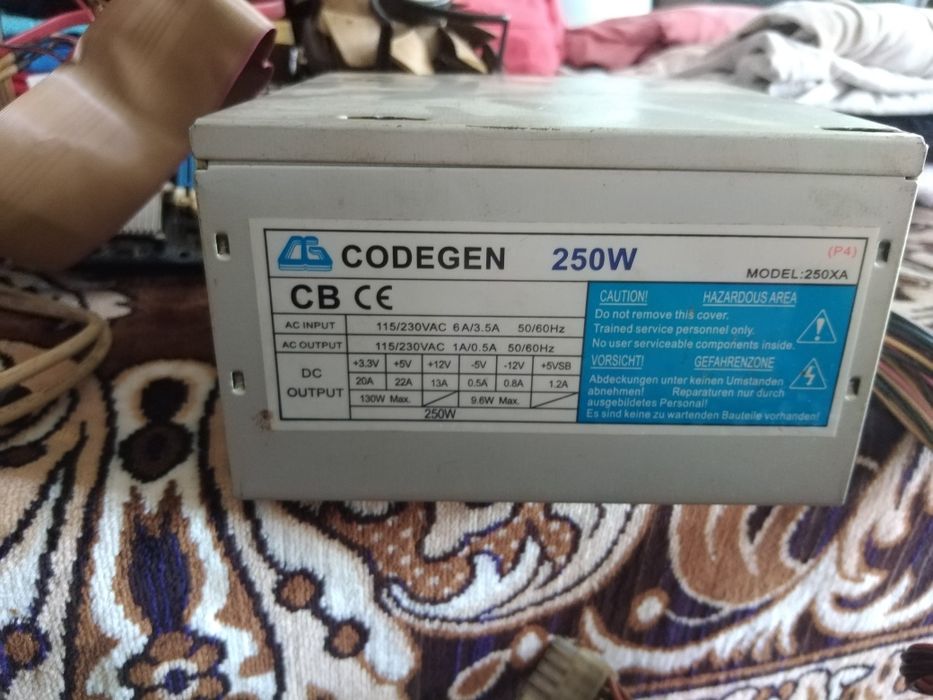 CODEGEN 250W (P4)
MODEL:250XA
CB CE
AC INPUT 115/230VAC 6A/3.5A 50/60Hz
AC OUTPUT 115/230VAC 1A/0.5A 50/60Hz
DC OUTPUT
+3.3V +5V +12V -5V -12V +5VSB
20A 22A 13A 0.5A 0.8A 1.2A
130W Max. 9.6W Max.
250W
CAUTION! HAZARDOUS AREA
Do not remove this cover.
Trained service personnel only.
No user serviceable components inside.
VORSICHT! GEFAHRENZONE
Abdeckungen unter keinen Umstanden
abnehmen! Reparaturen nur durch
ausgebildetes Personal!
Es sind keine zu wartenden Bauteile vorhanden!